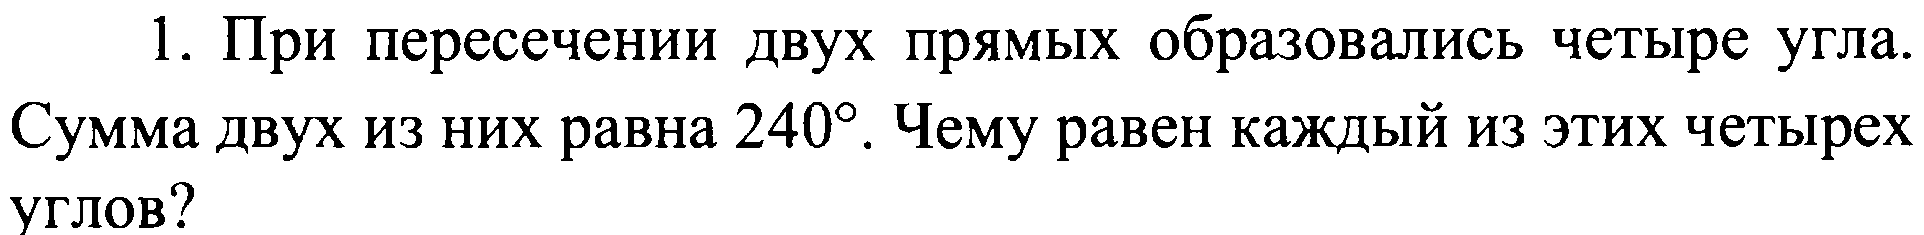 1. При пересечении двух прямых образовались четыре угла.
Сумма двух из них равна 240°. Чему равен каждый из этих четырех
углов?